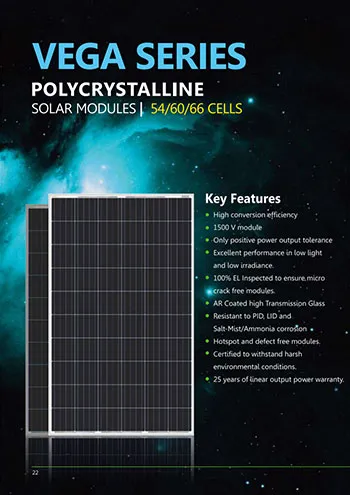 VEGA SERIES
POLYCRYSTALLINE
SOLAR MODULES | 54/60/66 CELLS
Key Features
• High conversion efficiency
• 1500 V module
• Only positive power output tolerance
• Excellent performance in low light
and low irradiance.
• 100% EL Inspected to ensure micro
crack free modules.
• AR Coated high Transmission Glass
• Resistant to PID, LID and
Salt-Mist/Ammonia corrosion
• Hotspot and defect free modules.
• Certified to withstand harsh
environmental conditions.
• 25 years of linear output power warranty.
22